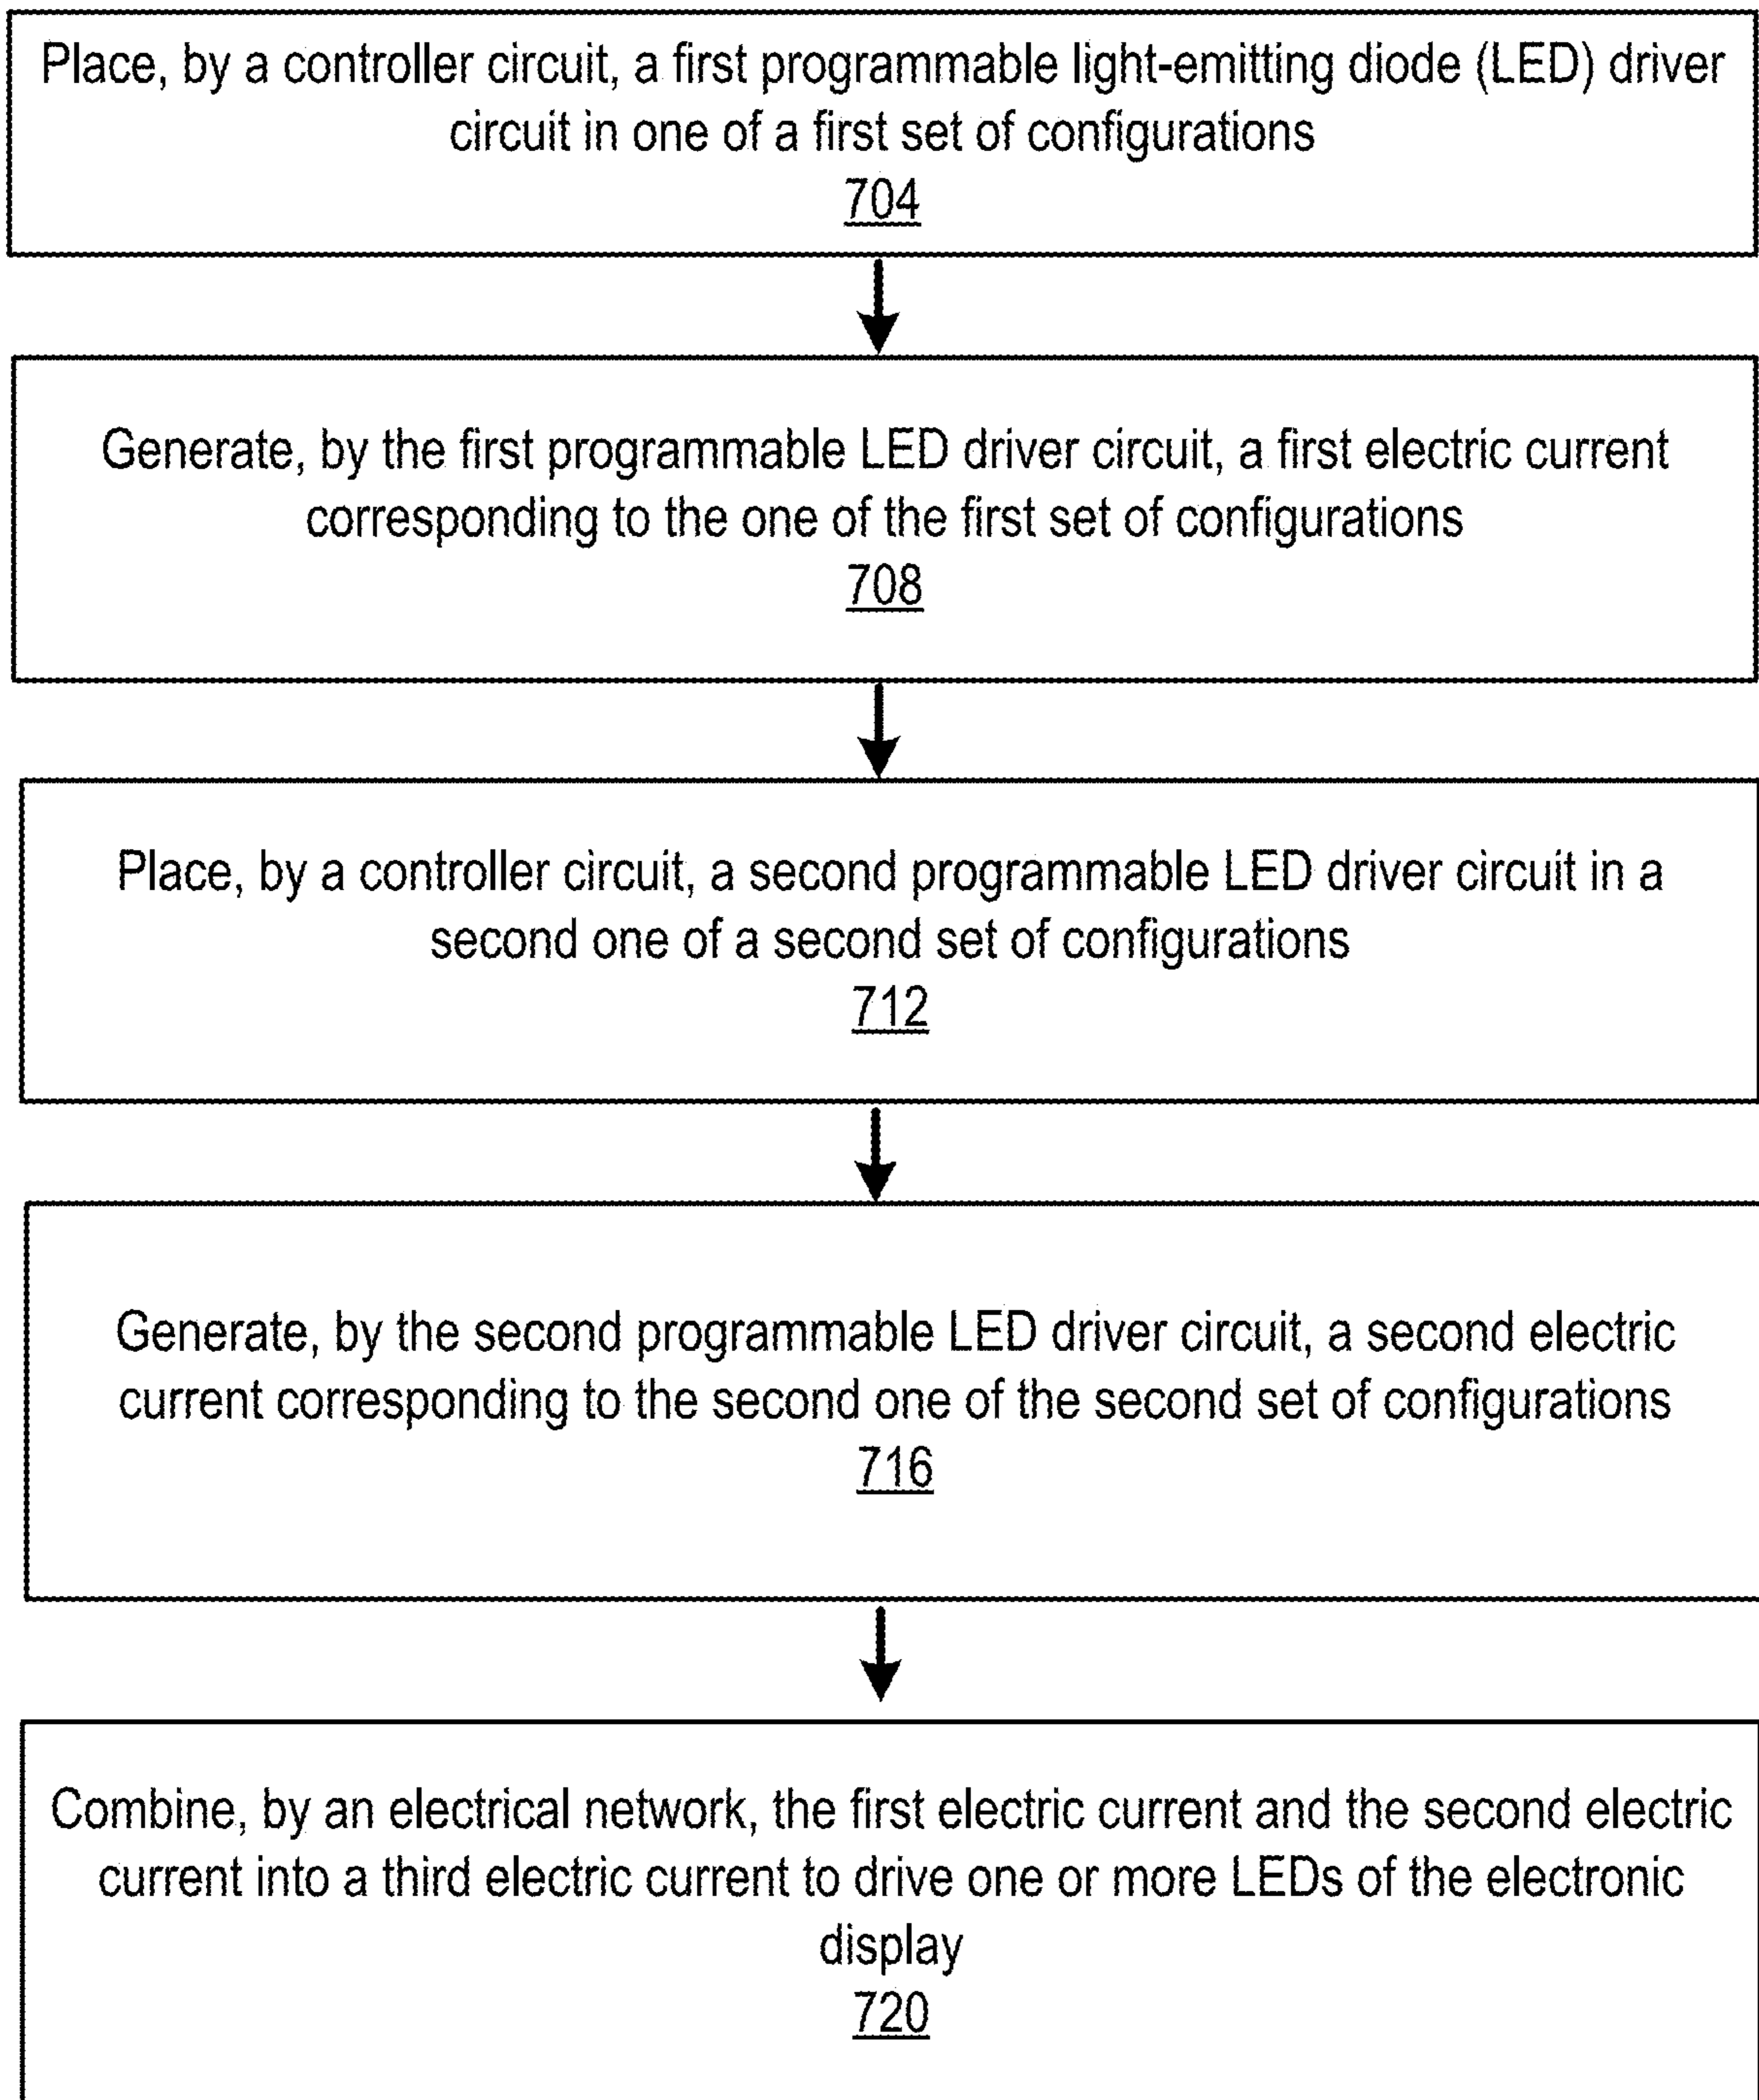 Place, by a controller circuit, a first programmable light-emitting diode (LED) driver
circuit in one of a first set of configurations
704
Generate, by the first programmable LED driver circuit, a first electric current
corresponding to the one of the first set of configurations
708
Place, by a controller circuit, a second programmable LED driver circuit in a
second one of a second set of configurations
712
Generate, by the second programmable LED driver circuit, a second electric
current corresponding to the second one of the second set of configurations
716
Combine, by an electrical network, the first electric current and the second electric
current into a third electric current to drive one or more LEDs of the electronic
display
720